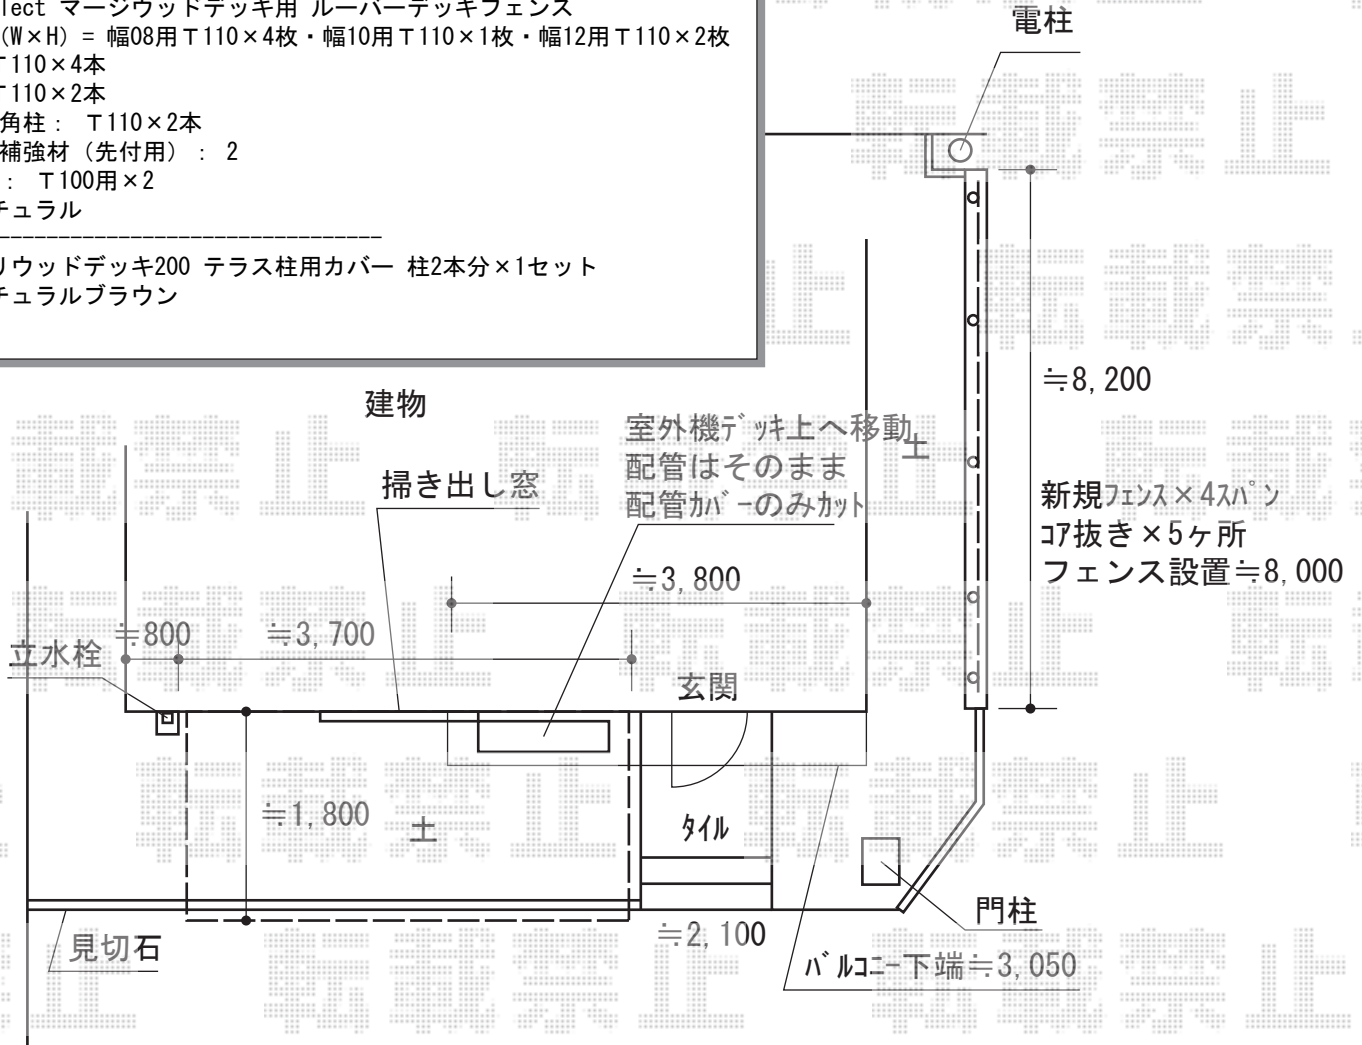 lect マージウッドデッキ用 ルーバーデッキフェンス
(W×H) = 幅08用Ｔ110×4枚・幅10用Ｔ110×1枚・幅12用Ｔ110×2枚
Ｔ110×4本
Ｔ110×2本
角柱： Ｔ110×2本
補強材（先付用）： 2
： Ｔ100用×2
チュラル
リウッドデッキ200 テラス柱用カバー 柱2本分×1セット
チュラルブラウン
電柱
≒8,200
建物
室外機ﾃﾞｯｷ上へ移動
配管はそのまま
配管ｶﾊﾞｰのみｶｯﾄ
土
掃き出し窓
新規ﾌｪﾝｽ×4ｽﾊﾟﾝ
ｺｱ抜き×5ヶ所
フェンス設置≒8,000
≒3,800
≒800
≒3,700
立水栓
玄関
≒1,800
土
ﾀｲﾙ
門柱
≒2,100
見切石
ﾊﾞﾙｺﾆｰ下端≒3,050
転載禁止